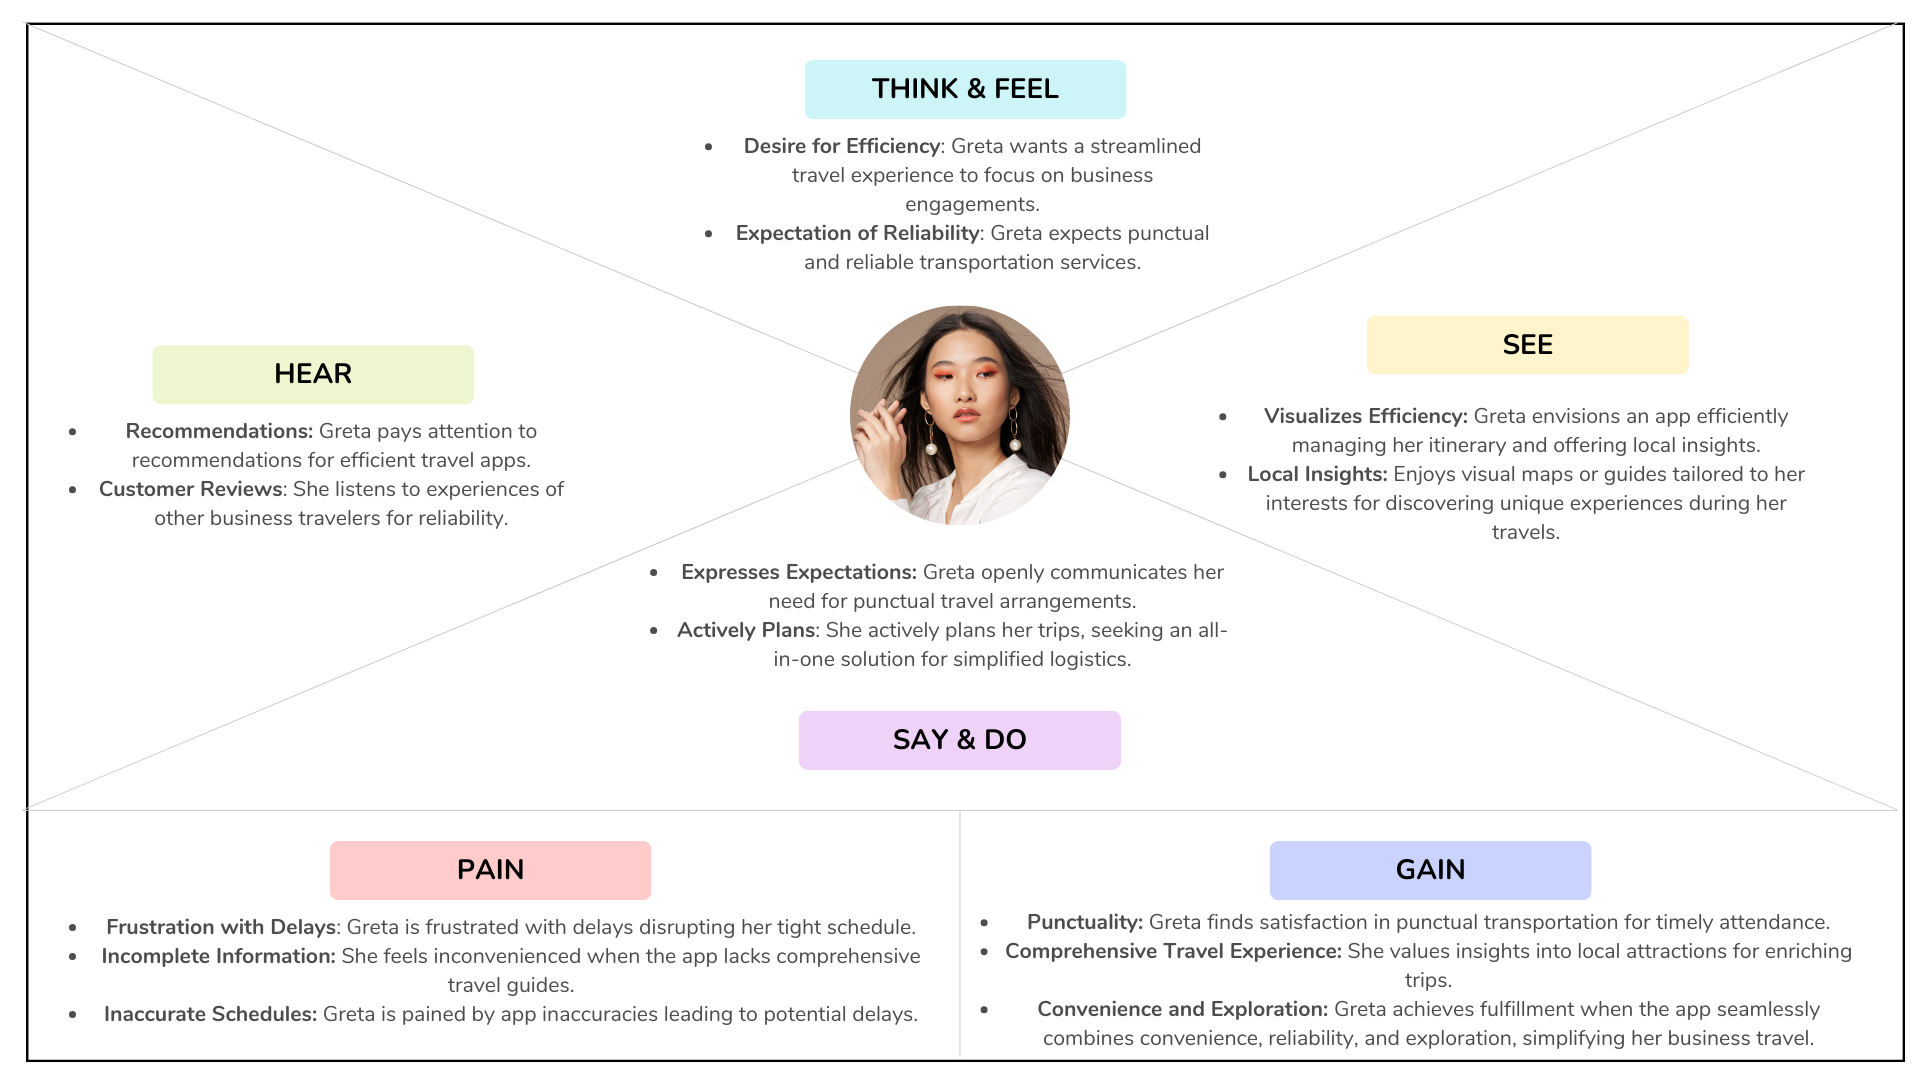 THINK & FEEL
• Desire for Efficiency: Greta wants a streamlined
travel experience to focus on business
engagements.
• Expectation of Reliability: Greta expects punctual
and reliable transportation services.
HEAR
• Recommendations: Greta pays attention to
recommendations for efficient travel apps.
• Customer Reviews: She listens to experiences of
other business travelers for reliability.
SEE
• Visualizes Efficiency: Greta envisions an app efficiently
managing her itinerary and offering local insights.
• Local Insights: Enjoys visual maps or guides tailored to her
interests for discovering unique experiences during her
travels.
• Expresses Expectations: Greta openly communicates her
need for punctual travel arrangements.
• Actively Plans: She actively plans her trips, seeking an all-
in-one solution for simplified logistics.
SAY & DO
PAIN
• Frustration with Delays: Greta is frustrated with delays disrupting her tight schedule.
• Incomplete Information: She feels inconvenienced when the app lacks comprehensive
travel guides.
• Inaccurate Schedules: Greta is pained by app inaccuracies leading to potential delays.
GAIN
• Punctuality: Greta finds satisfaction in punctual transportation for timely attendance.
• Comprehensive Travel Experience: She values insights into local attractions for enriching
trips.
• Convenience and Exploration: Greta achieves fulfillment when the app seamlessly
combines convenience, reliability, and exploration, simplifying her business travel.